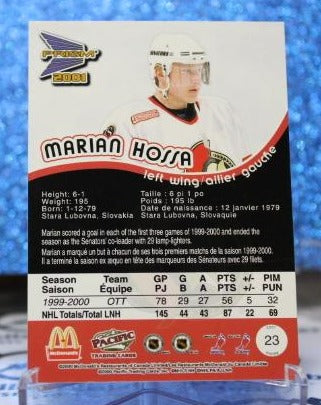 PRISM
2001
MARIAN HOSSA
left wing/ailier gauche
Height: 6-1 Taille : 6 pi 1 po
Weight: 195 Poids : 195 lb
Born: 1-12-79 Date de naissance : 12 janvier 1979
Stara Lubovna, Slovakia Stara Lubovna, Slovaquie
Marian scored a goal in each of the first three games of 1999-2000 and ended the
season as the Senators' co-leader with 29 lamp-lighters.
Marian a marqué un but à chacun de ses trois premiers matchs de la saison 1999-2000.
Il a terminé la saison ex æquo en tête des marqueurs des Sénateurs avec 29 filets.
Season Team GP G A PTS +/- PIM
Saison Équipe PJ B A PTS +/- PUN
1999-2000 OTT 78 29 27 56 5 32
NHL Totals/Total LNH 145 44 43 87 22 69
McDonald's
PACIFIC
TRADING CARDS
23